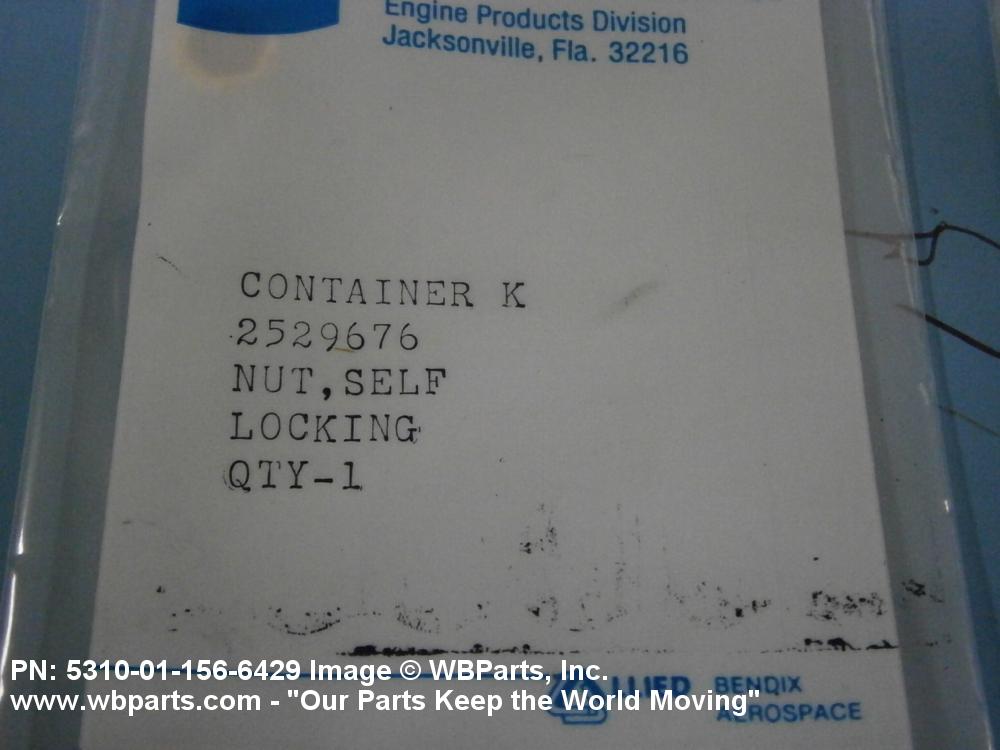 Engine Products Division
Jacksonville, Fla. 32216
CONTAINER K
2529676
NUT,SELF
LOCKING
QTY-1
PN: 5310-01-156-6429 Image © WBParts, Inc.
LLIED BENDIX
www.wbparts.com - "Our Parts Keep the World Moving"
AEROSPACE